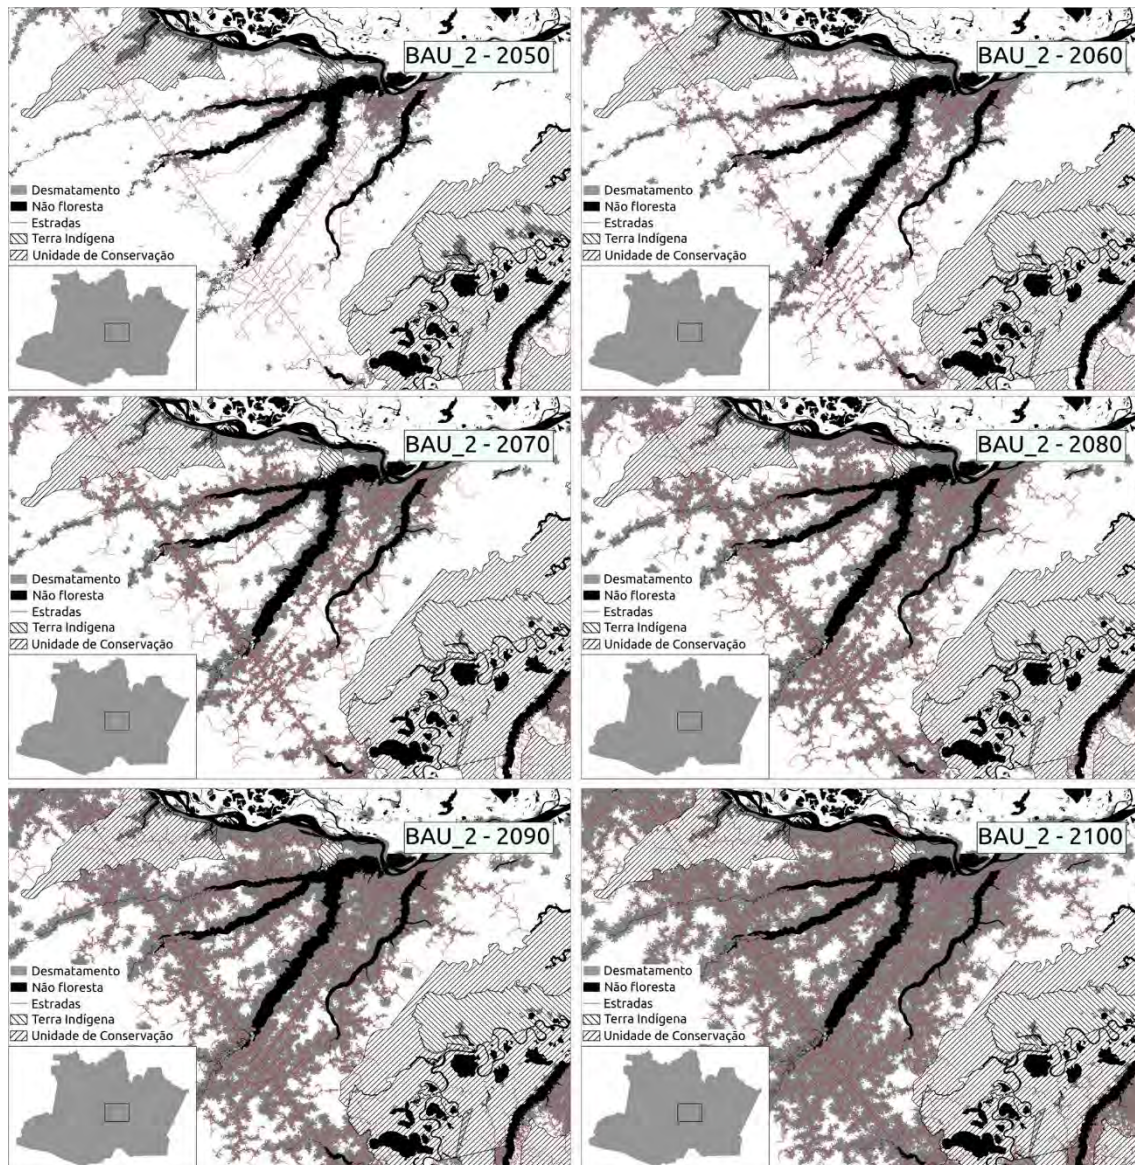 BAU_2 - 2050
Desmatamento
Não floresta
Estradas
Terra Indígena
Unidade de Conservação
BAU_2 - 2060
Desmatamento
Não floresta
Estradas
Terra Indígena
Unidade de Conservação
BAU_2 - 2070
Desmatamento
Não floresta
Estradas
Terra Indígena
Unidade de Conservação
BAU_2 - 2080
Desmatamento
Não floresta
Estradas
Terra Indígena
Unidade de Conservação
BAU_2 - 2090
Desmatamento
Não floresta
Estradas
Terra Indígena
Unidade de Conservação
BAU_2 - 2100
Desmatamento
Não floresta
Estradas
Terra Indígena
Unidade de Conservação